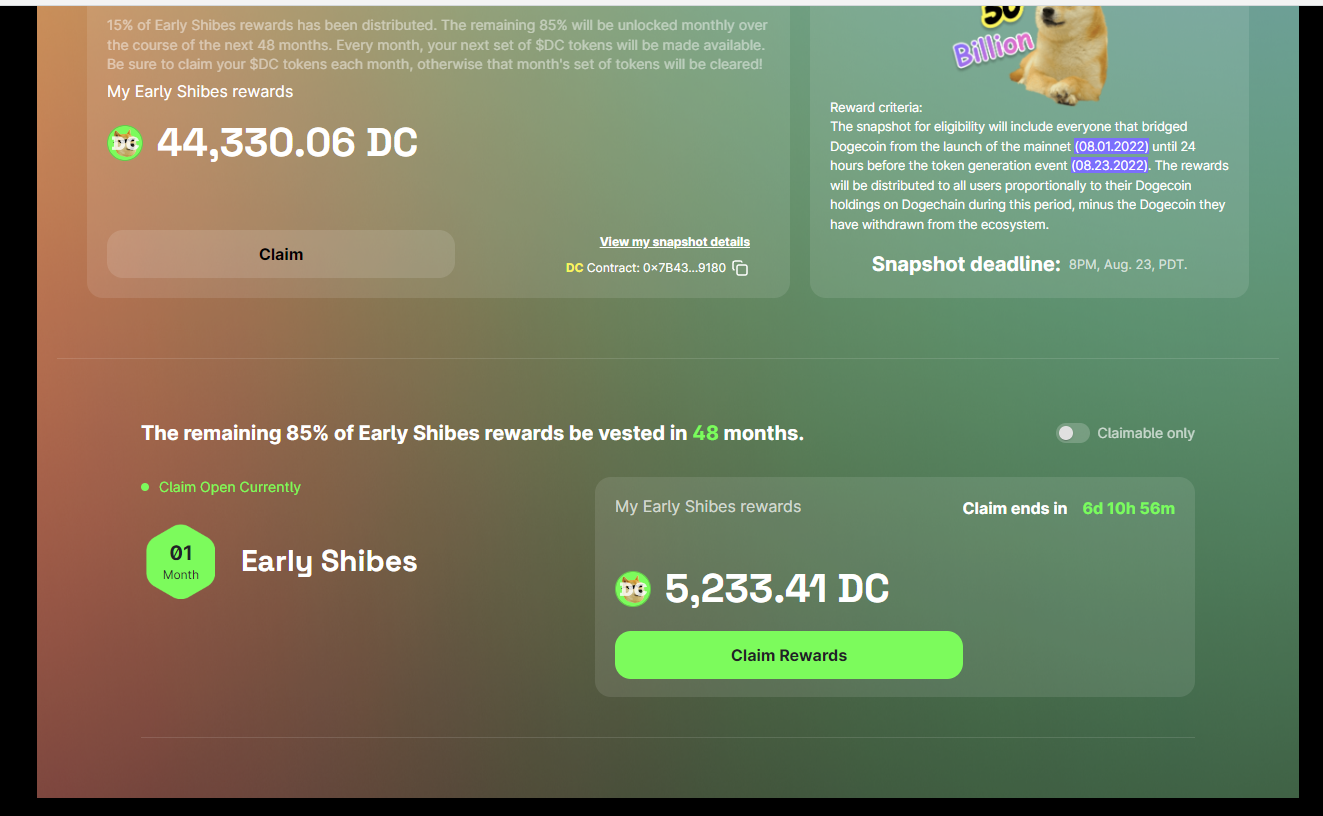 15% of Early Shibes rewards has been distributed. The remaining 85% will be unlocked monthly over
the course of the next 48 months. Every month, your next set of $DC tokens will be made available.
Be sure to claim your $DC tokens each month, otherwise that month's set of tokens will be cleared!
My Early Shibes rewards
DC 44,330.06 DC
Claim
View my snapshot details
DC Contract: 0x7B43...9180
50
Billion
Reward criteria:
The snapshot for eligibility will include everyone that bridged
Dogecoin from the launch of the mainnet (08.01.2022) until 24
hours before the token generation event (08.23.2022). The rewards
will be distributed to all users proportionally to their Dogecoin
holdings on Dogechain during this period, minus the Dogecoin they
have withdrawn from the ecosystem.
Snapshot deadline: 8PM, Aug. 23, PDT.
The remaining 85% of Early Shibes rewards be vested in 48 months.
Claimable only
Claim Open Currently
01
Month
Early Shibes
My Early Shibes rewards
Claim ends in 6d 10h 56m
DC 5,233.41 DC
Claim Rewards